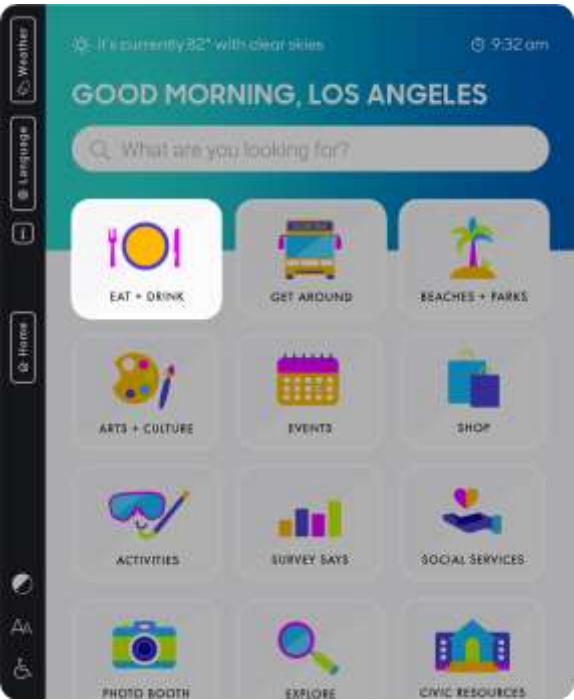 Weather
Language
Home
It's currently 82° with clear skies
9:32 am
GOOD MORNING, LOS ANGELES
What are you looking for?
EAT + DRINK
GET AROUND
BEACHES + PARKS
ARTS + CULTURE
EVENTS
SHOP
ACTIVITIES
SURVEY SAYS
SOCIAL SERVICES
PHOTO BOOTH
EXPLORE
CIVIC RESOURCES
AA